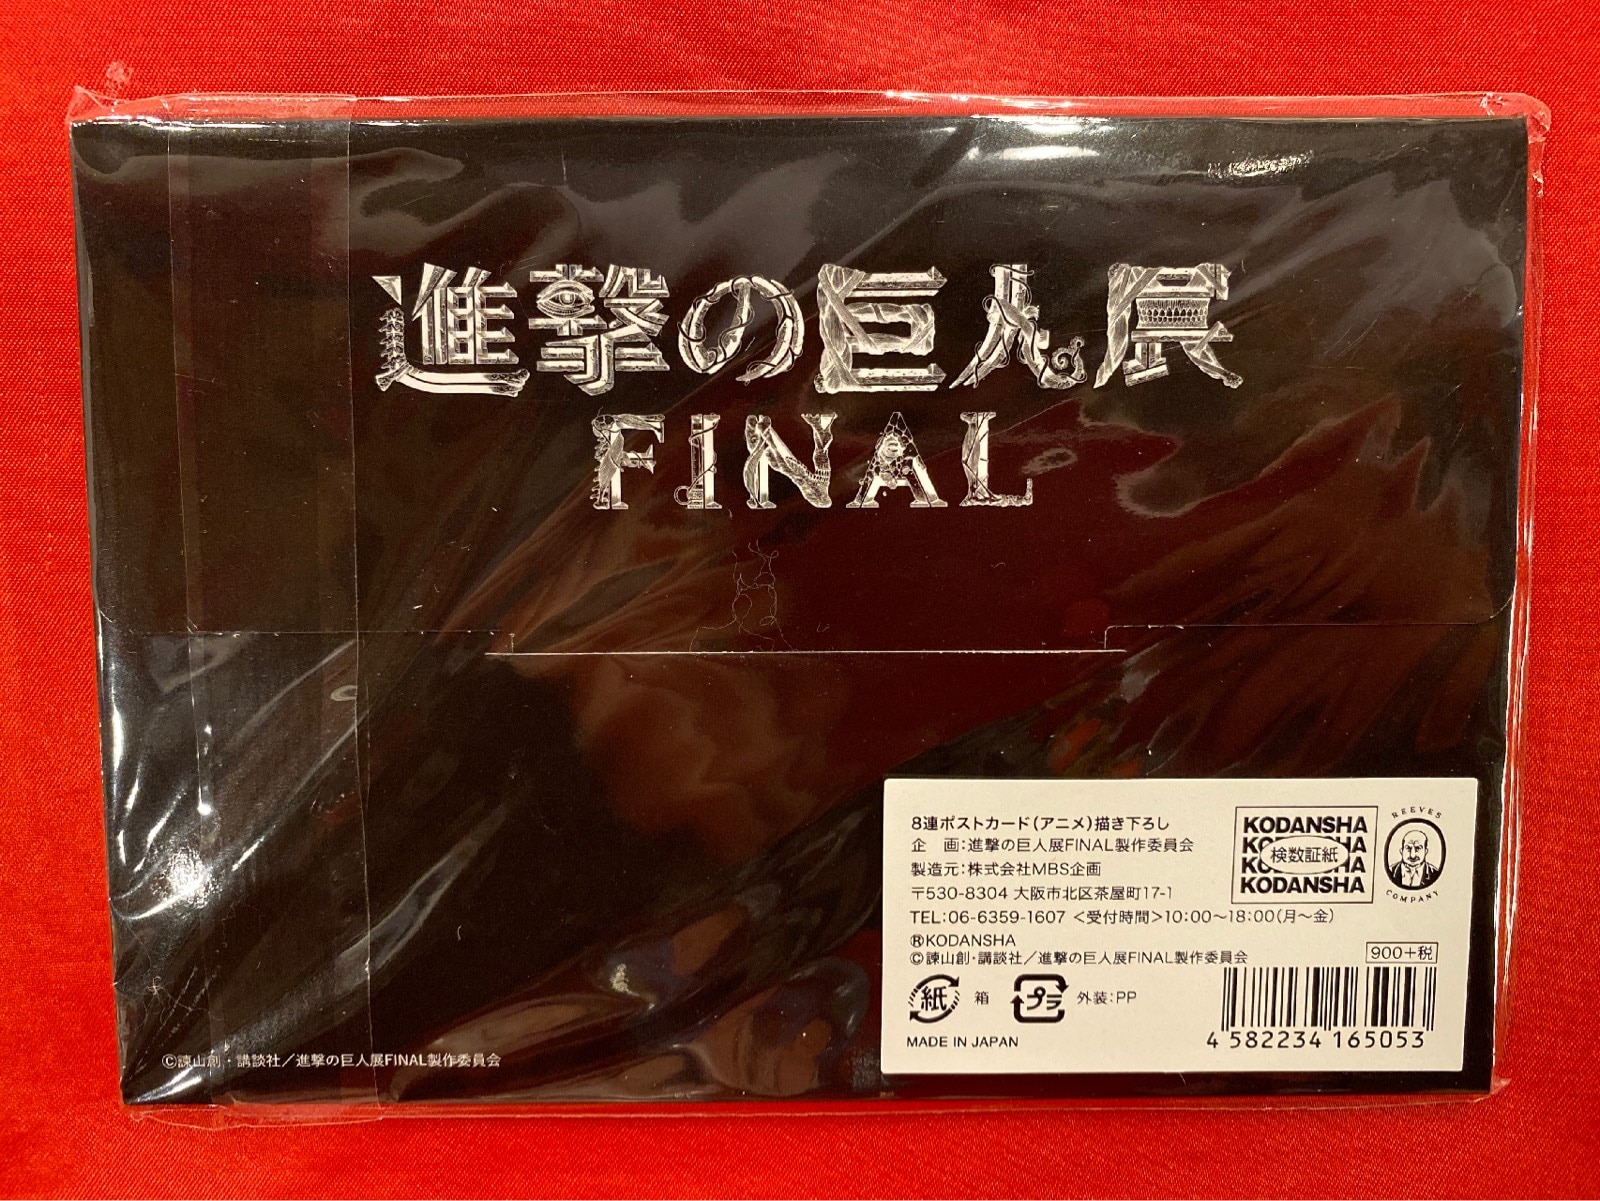 進撃の巨人展
FINAL
8連ポストカード(アニメ)描き下ろし
企　画:進撃の巨人展FINAL製作委員会
製造元:株式会社MBS企画
〒530-8304 大阪市北区茶屋町17-1
TEL:06-6359-1607 <受付時間>10:00〜18:00(月〜金)
®KODANSHA
©諫山創・講談社/進撃の巨人展FINAL製作委員会
紙 箱 プラ 外装:PP
MADE IN JAPAN
KODANSHA
KODANSHA
検数証紙
KODANSHA
KODANSHA
REEVES
COMPANY
900+税
4 582234 165053
©諫山創・講談社/進撃の巨人展FINAL製作委員会